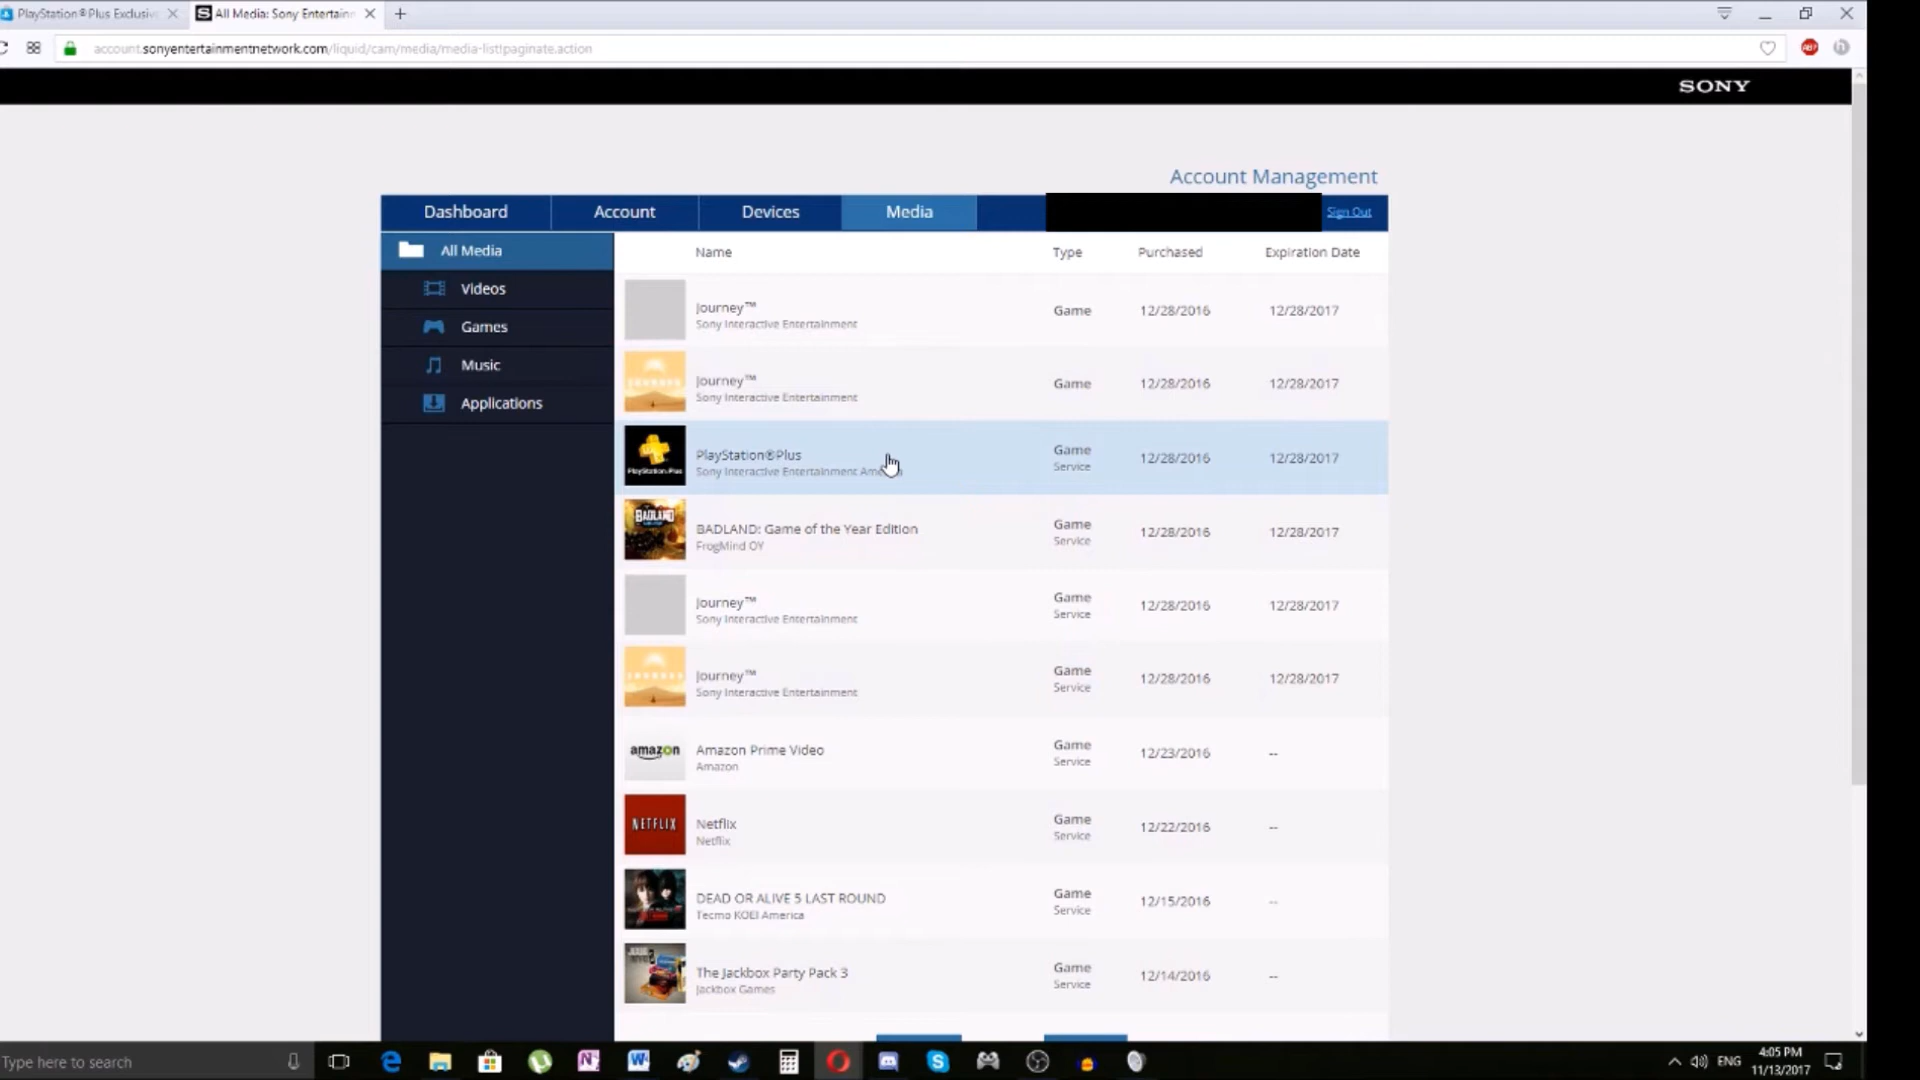 PlayStation®Plus Exclusiv
All Media: Sony Entertainm
account.sonyentertainmentnetwork.com/liquid/cam/media/media-list!paginate.action
SONY
Account Management
Dashboard Account Devices Media Sign Out
All Media
Videos
Games
Music
Applications
Name Type Purchased Expiration Date
Journey™ Game 12/28/2016 12/28/2017
Sony Interactive Entertainment
Journey™ Game 12/28/2016 12/28/2017
Sony Interactive Entertainment
PlayStation®Plus Game Service 12/28/2016 12/28/2017
Sony Interactive Entertainment
PlayStation Plus
BADLAND: Game of the Year Edition Game Service 12/28/2016 12/28/2017
FrogMind OY
BADLAND
Journey™ Game Service 12/28/2016 12/28/2017
Sony Interactive Entertainment
Journey™ Game Service 12/28/2016 12/28/2017
Sony Interactive Entertainment
amazon
Amazon Prime Video Game Service 12/23/2016 --
Amazon
NETFLIX
Netflix Game Service 12/22/2016 --
Netflix
DEAD OR ALIVE 5 LAST ROUND Game Service 12/15/2016 --
Tecmo KOEI America
The Jackbox Party Pack 3 Game Service 12/14/2016 --
Jackbox Games
Type here to search
ENG
4:05 PM
11/13/2017